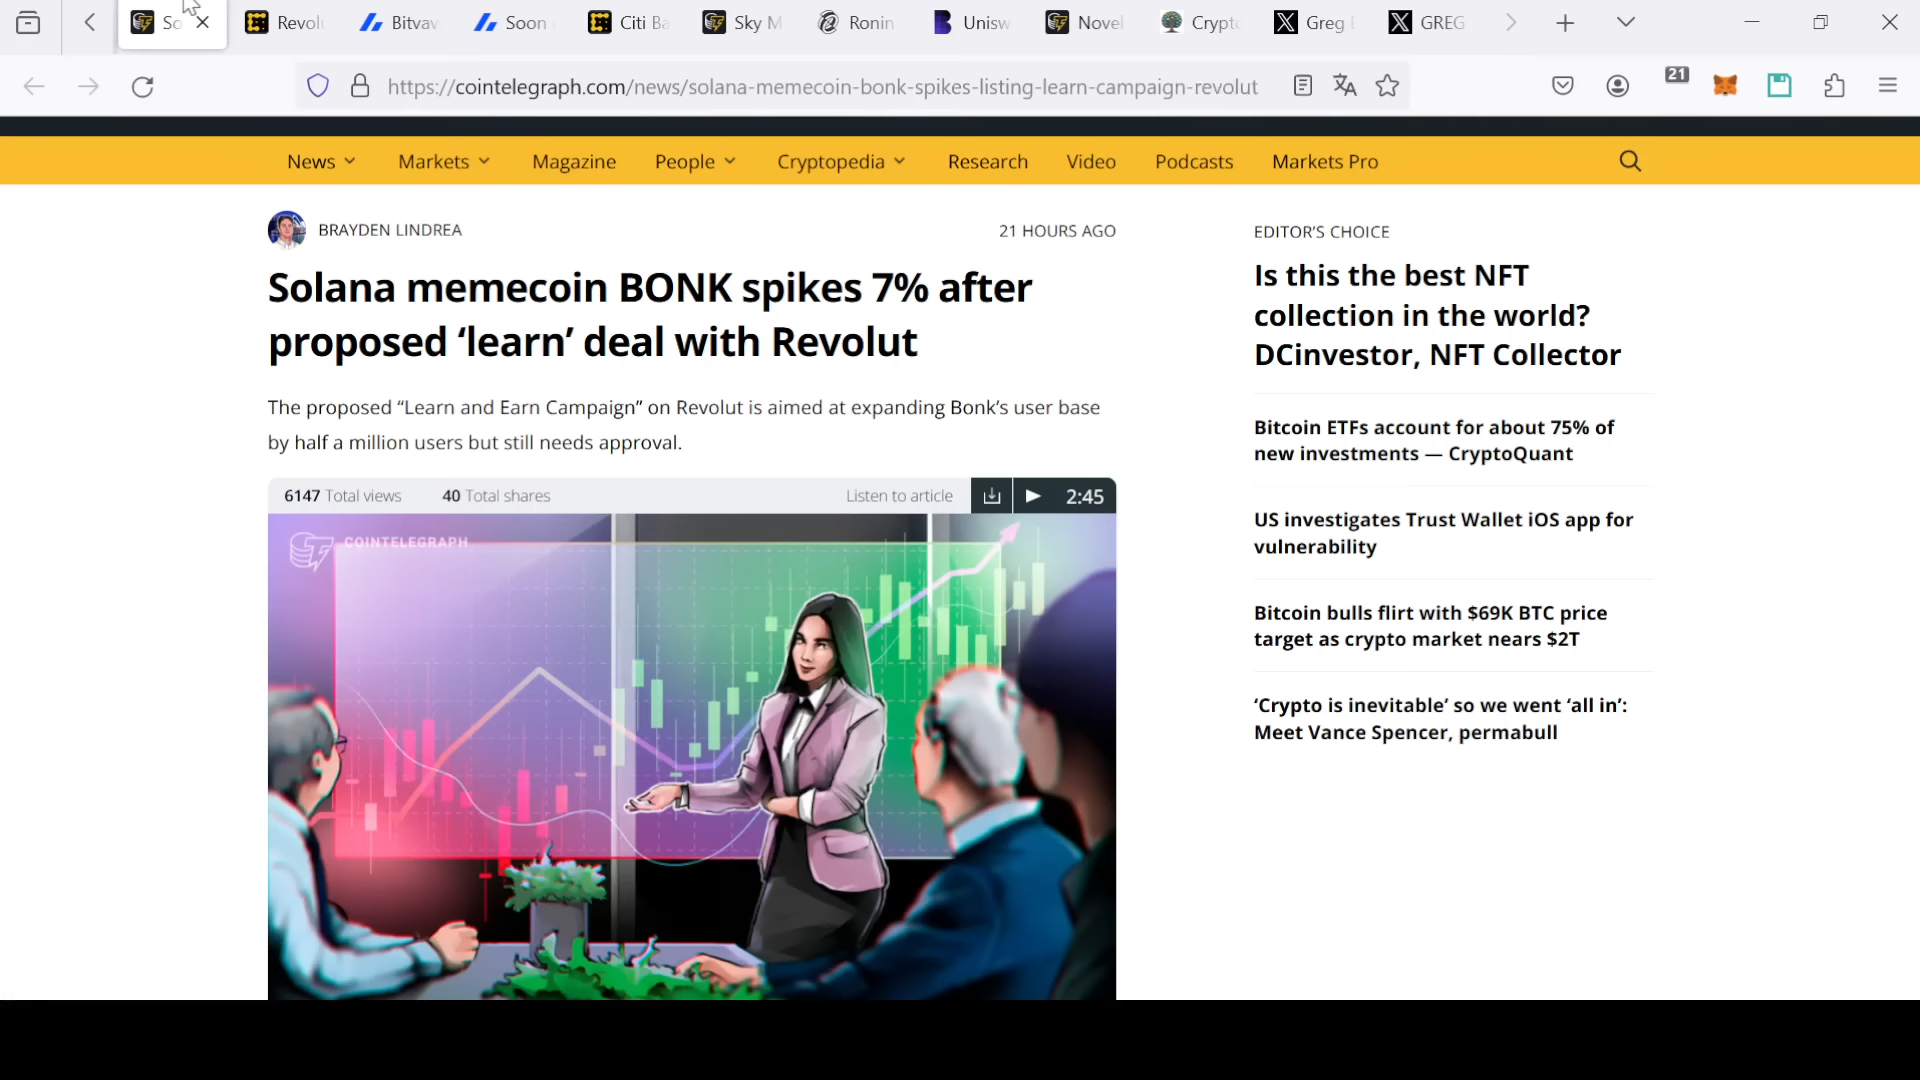 So
Revolu
Bitvav
Soon
Citi Ba
Sky M
Ronin
Unisw
Novel
Crypto
Greg
GREG
https://cointelegraph.com/news/solana-memecoin-bonk-spikes-listing-learn-campaign-revolut
21
News
Markets
Magazine
People
Cryptopedia
Research
Video
Podcasts
Markets Pro
BRAYDEN LINDREA
21 HOURS AGO
Solana memecoin BONK spikes 7% after
proposed ‘learn’ deal with Revolut
The proposed “Learn and Earn Campaign” on Revolut is aimed at expanding Bonk’s user base
by half a million users but still needs approval.
6147 Total views
40 Total shares
Listen to article
2:45
COINTELEGRAPH
EDITOR’S CHOICE
Is this the best NFT
collection in the world?
DCinvestor, NFT Collector
Bitcoin ETFs account for about 75% of
new investments — CryptoQuant
US investigates Trust Wallet iOS app for
vulnerability
Bitcoin bulls flirt with $69K BTC price
target as crypto market nears $2T
‘Crypto is inevitable’ so we went ‘all in’:
Meet Vance Spencer, permabull